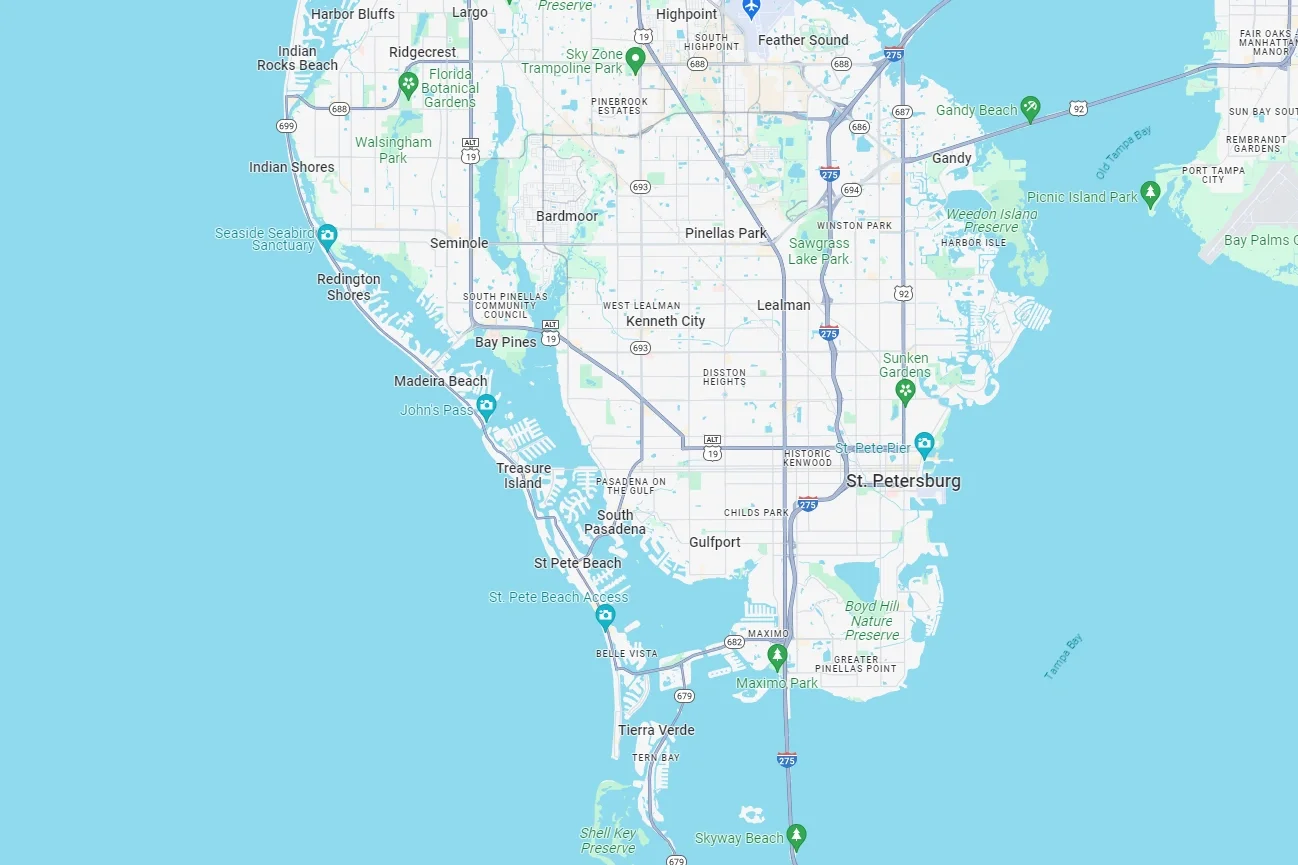 Harbor Bluffs
Largo
Preserve
Highpoint
19
SOUTH
HIGHPOINT
Feather Sound
275
FAIR OAKS
MANHATTAN
MANOR
Indian
Rocks Beach
Ridgecrest
Sky Zone
Trampoline Park
688
688
Florida
Botanical
Gardens
688
699
PINEBROOK
ESTATES
687
686
Gandy Beach
92
SUN BAY SOUT
Walsingham
Park
ALT
19
REMBRANDT
GARDENS
Old Tampa Bay
Indian Shores
Gandy
275
693
694
PORT TAMPA
CITY
Picnic Island Park
Bardmoor
Weedon Island
Preserve
HARBOR ISLE
WINSTON PARK
Seaside Seabird
Sanctuary
Seminole
Pinellas Park
Sawgrass
Lake Park
Bay Palms C
Redington
Shores
SOUTH PINELLAS
COMMUNITY
COUNCIL
WEST LEALMAN
Kenneth City
Lealman
92
ALT
19
Bay Pines
693
275
Sunken
Gardens
Madeira Beach
DISSTON
HEIGHTS
John's Pass
ALT
19
HISTORIC
KENWOOD
St. Pete Pier
Treasure
Island
PASADENA ON
THE GULF
St. Petersburg
275
South
Pasadena
CHILDS PARK
Gulfport
St Pete Beach
St. Pete Beach Access
Boyd Hill
Nature
Preserve
682
MAXIMO
BELLE VISTA
GREATER
PINELLAS POINT
Tampa Bay
Maximo Park
679
Tierra Verde
TERN BAY
275
Shell Key
Preserve
Skyway Beach
679